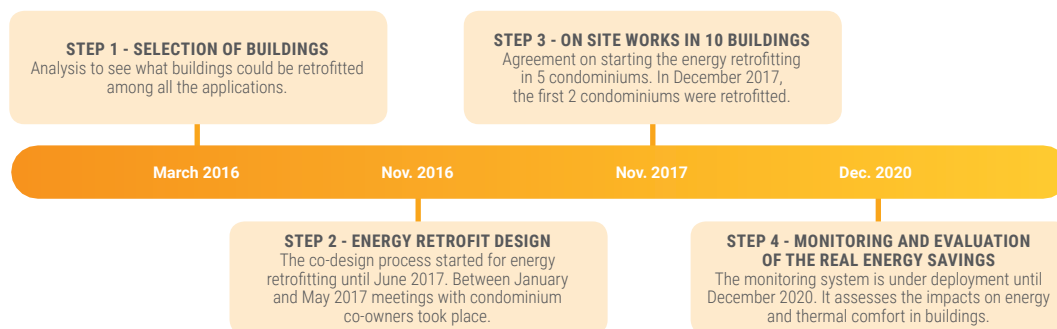 STEP 1 - SELECTION OF BUILDINGS
Analysis to see what buildings could be retrofitted
among all the applications.
STEP 3 - ON SITE WORKS IN 10 BUILDINGS
Agreement on starting the energy retrofitting
in 5 condominiums. In December 2017,
the first 2 condominiums were retrofitted.
March 2016
Nov. 2016
Nov. 2017
Dec. 2020
STEP 2 - ENERGY RETROFIT DESIGN
The co-design process started for energy
retrofitting until June 2017. Between January
and May 2017 meetings with condominium
co-owners took place.
STEP 4 - MONITORING AND EVALUATION
OF THE REAL ENERGY SAVINGS
The monitoring system is under deployment until
December 2020. It assesses the impacts on energy
and thermal comfort in buildings.